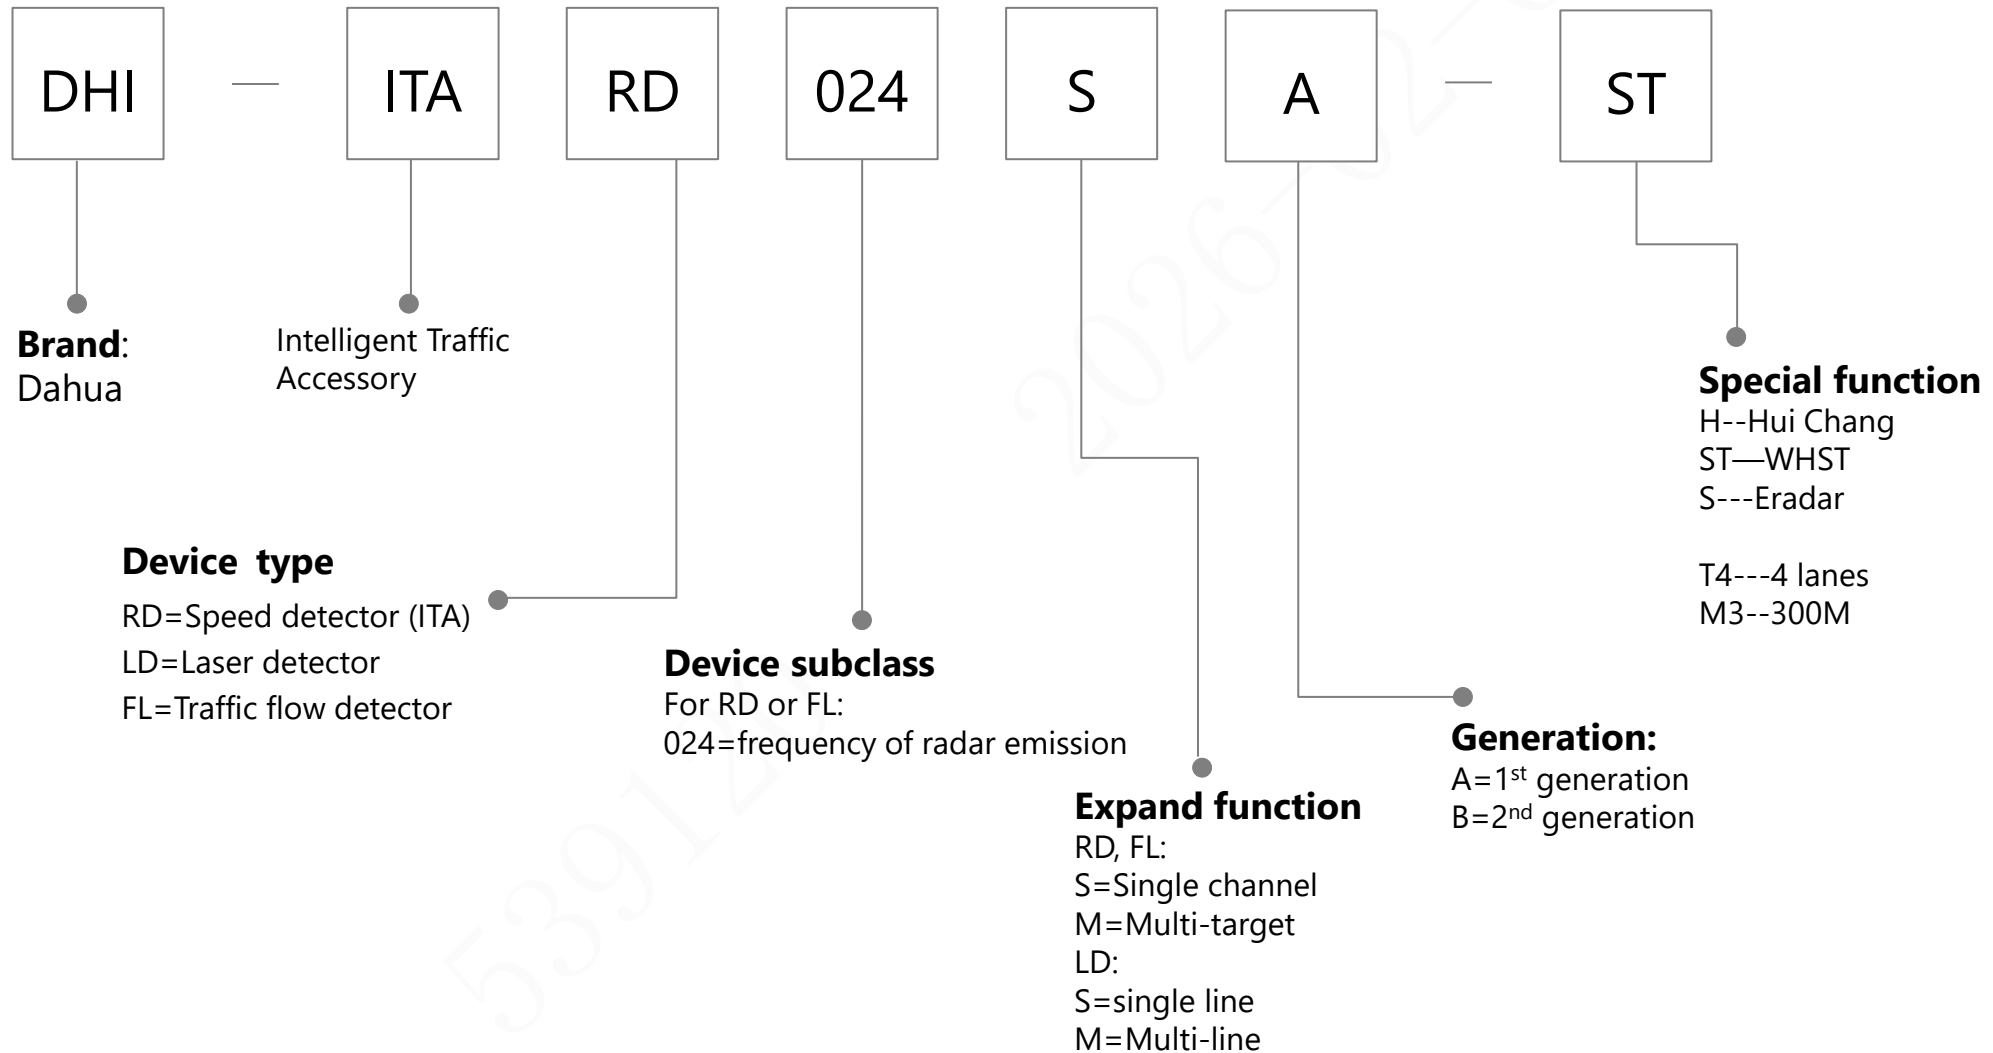 DHI — ITA RD 024 S A — ST
Brand:
Dahua
Intelligent Traffic
Accessory
Device type
RD=Speed detector (ITA)
LD=Laser detector
FL=Traffic flow detector
Device subclass
For RD or FL:
024=frequency of radar emission
Expand function
RD, FL:
S=Single channel
M=Multi-target
LD:
S=single line
M=Multi-line
Generation:
A=1st generation
B=2nd generation
Special function
H--Hui Chang
ST—WHST
S---Eradar
T4---4 lanes
M3--300M